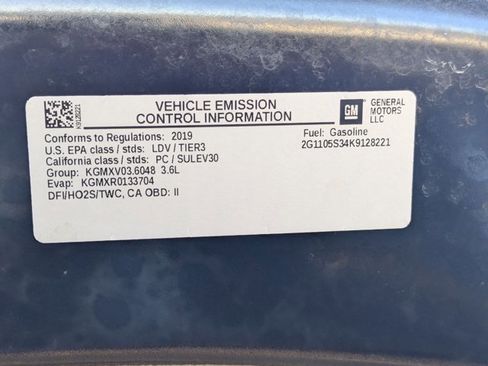 K9128221
VEHICLE EMISSION
CONTROL INFORMATION
GM
GENERAL
MOTORS
LLC
Conforms to Regulations: 2019
Fuel: Gasoline
U.S. EPA class / stds: LDV / TIER3
2G1105S34K9128221
California class / stds: PC / SULEV30
Group: KGMXV03.6048 3.6L
Evap: KGMXR0133704
DFI/HO2S/TWC, CA OBD: II